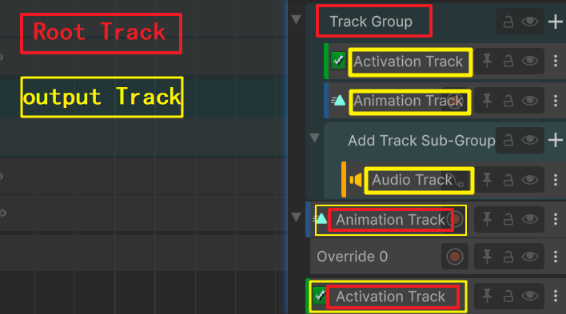 Root Track
output Track
Track Group
Activation Track
Animation Track
Add Track Sub-Group
Audio Track
Animation Track
Override 0
Activation Track